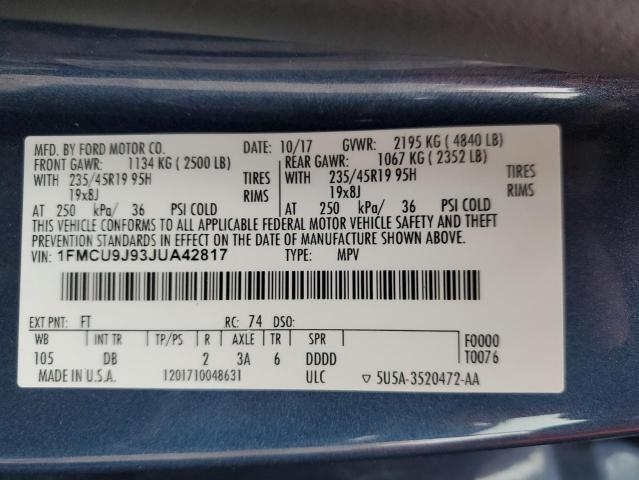 MFD. BY FORD MOTOR CO. DATE: 10/17 GVWR: 2195 KG ( 4840 LB)
FRONT GAWR: 1134 KG ( 2500 LB) REAR GAWR: 1067 KG ( 2352 LB)
WITH 235/45R19 95H TIRES WITH 235/45R19 95H TIRES
19x8J RIMS 19x8J RIMS
AT 250 kPa/ 36 PSI COLD AT 250 kPa/ 36 PSI COLD
THIS VEHICLE CONFORMS TO ALL APPLICABLE FEDERAL MOTOR VEHICLE SAFETY AND THEFT
PREVENTION STANDARDS IN EFFECT ON THE DATE OF MANUFACTURE SHOWN ABOVE.
VIN: 1FMCU9J93JUA42817 TYPE: MPV
EXT PNT: FT RC: 74 DSO:
WB INT TR TP/PS R AXLE TR SPR F0000
105 DB 2 3A 6 DDDD T0076
MADE IN U.S.A. 1201710048631 ULC ▽ 5U5A-3520472-AA